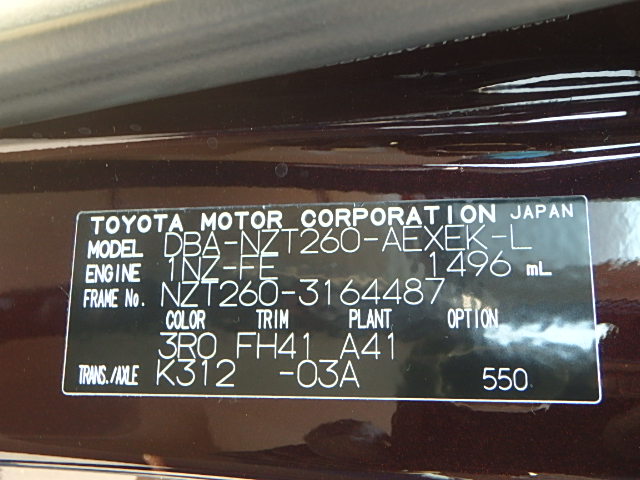 TOYOTA MOTOR CORPORATION JAPAN
MODEL DBA-NZT260-AEXEK-L
ENGINE 1NZ-FE 1496 mL
FRAME No. NZT260-3164487
COLOR TRIM PLANT OPTION
3R0 FH41 A41
TRANS./AXLE K312 -03A 550